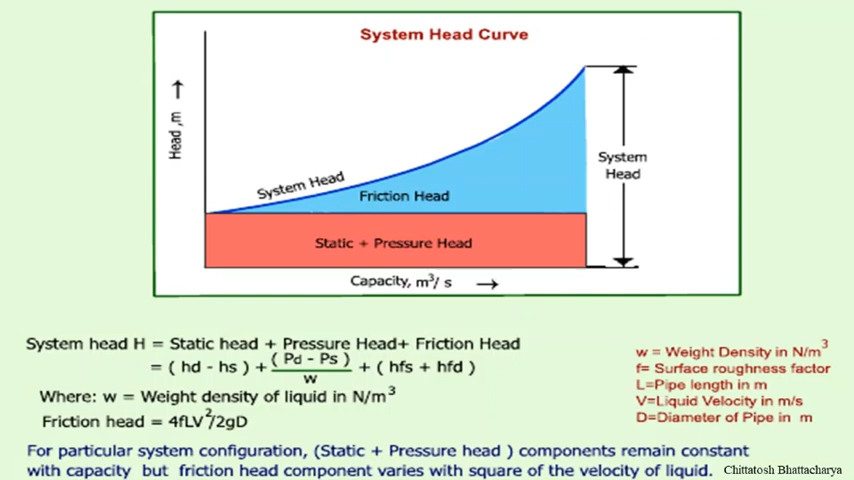 System Head Curve
Head ,m →
System Head
Friction Head
Static + Pressure Head
System
Head
Capacity, m³/ s →
System head H = Static head + Pressure Head+ Friction Head
= ( hd - hs ) + ( Pd - Ps ) / w + ( hfs + hfd )
Where: w = Weight density of liquid in N/m³
Friction head = 4fLV²/2gD
w = Weight Density in N/m³
f= Surface roughness factor
L=Pipe length in m
V=Liquid Velocity in m/s
D=Diameter of Pipe in m
For particular system configuration, (Static + Pressure head ) components remain constant
with capacity but friction head component varies with square of the velocity of liquid.
Chittatosh Bhattacharya